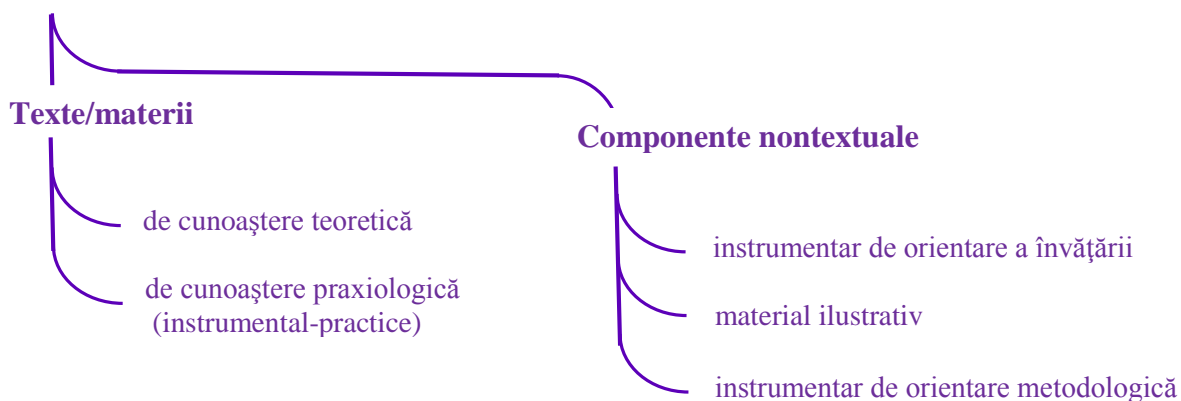 Texte/materii
de cunoaştere teoretică
de cunoaştere praxiologică
(instrumental-practice)
Componente nontextuale
instrumentar de orientare a învăţării
material ilustrativ
instrumentar de orientare metodologică